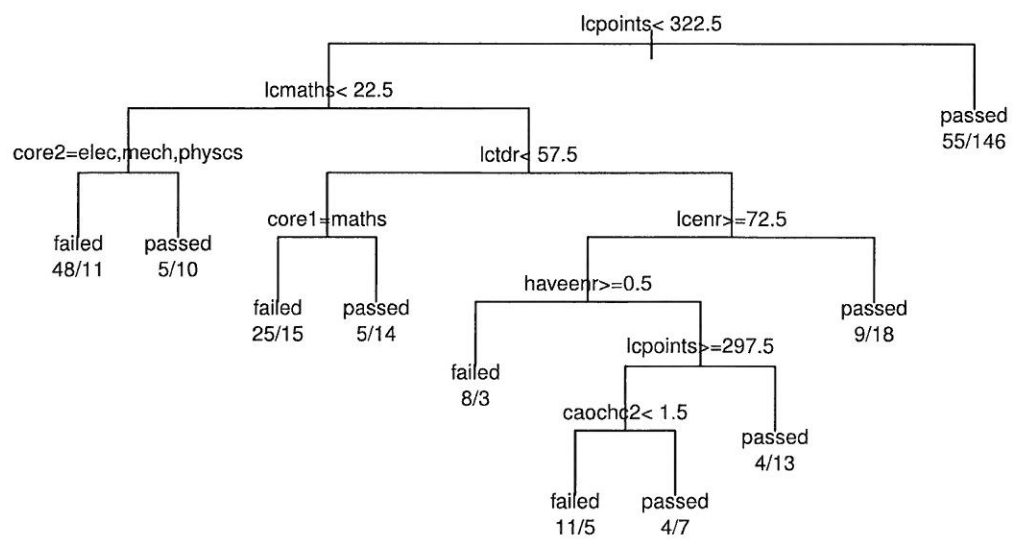 lcpoints< 322.5
lcmaths< 22.5
passed
55/146
core2=elec,mech,physcs
lctdr< 57.5
failed
48/11
passed
5/10
core1=maths
lcenr>=72.5
failed
25/15
passed
5/14
haveenr>=0.5
passed
9/18
failed
8/3
lcpoints>=297.5
caochc2< 1.5
passed
4/13
failed
11/5
passed
4/7